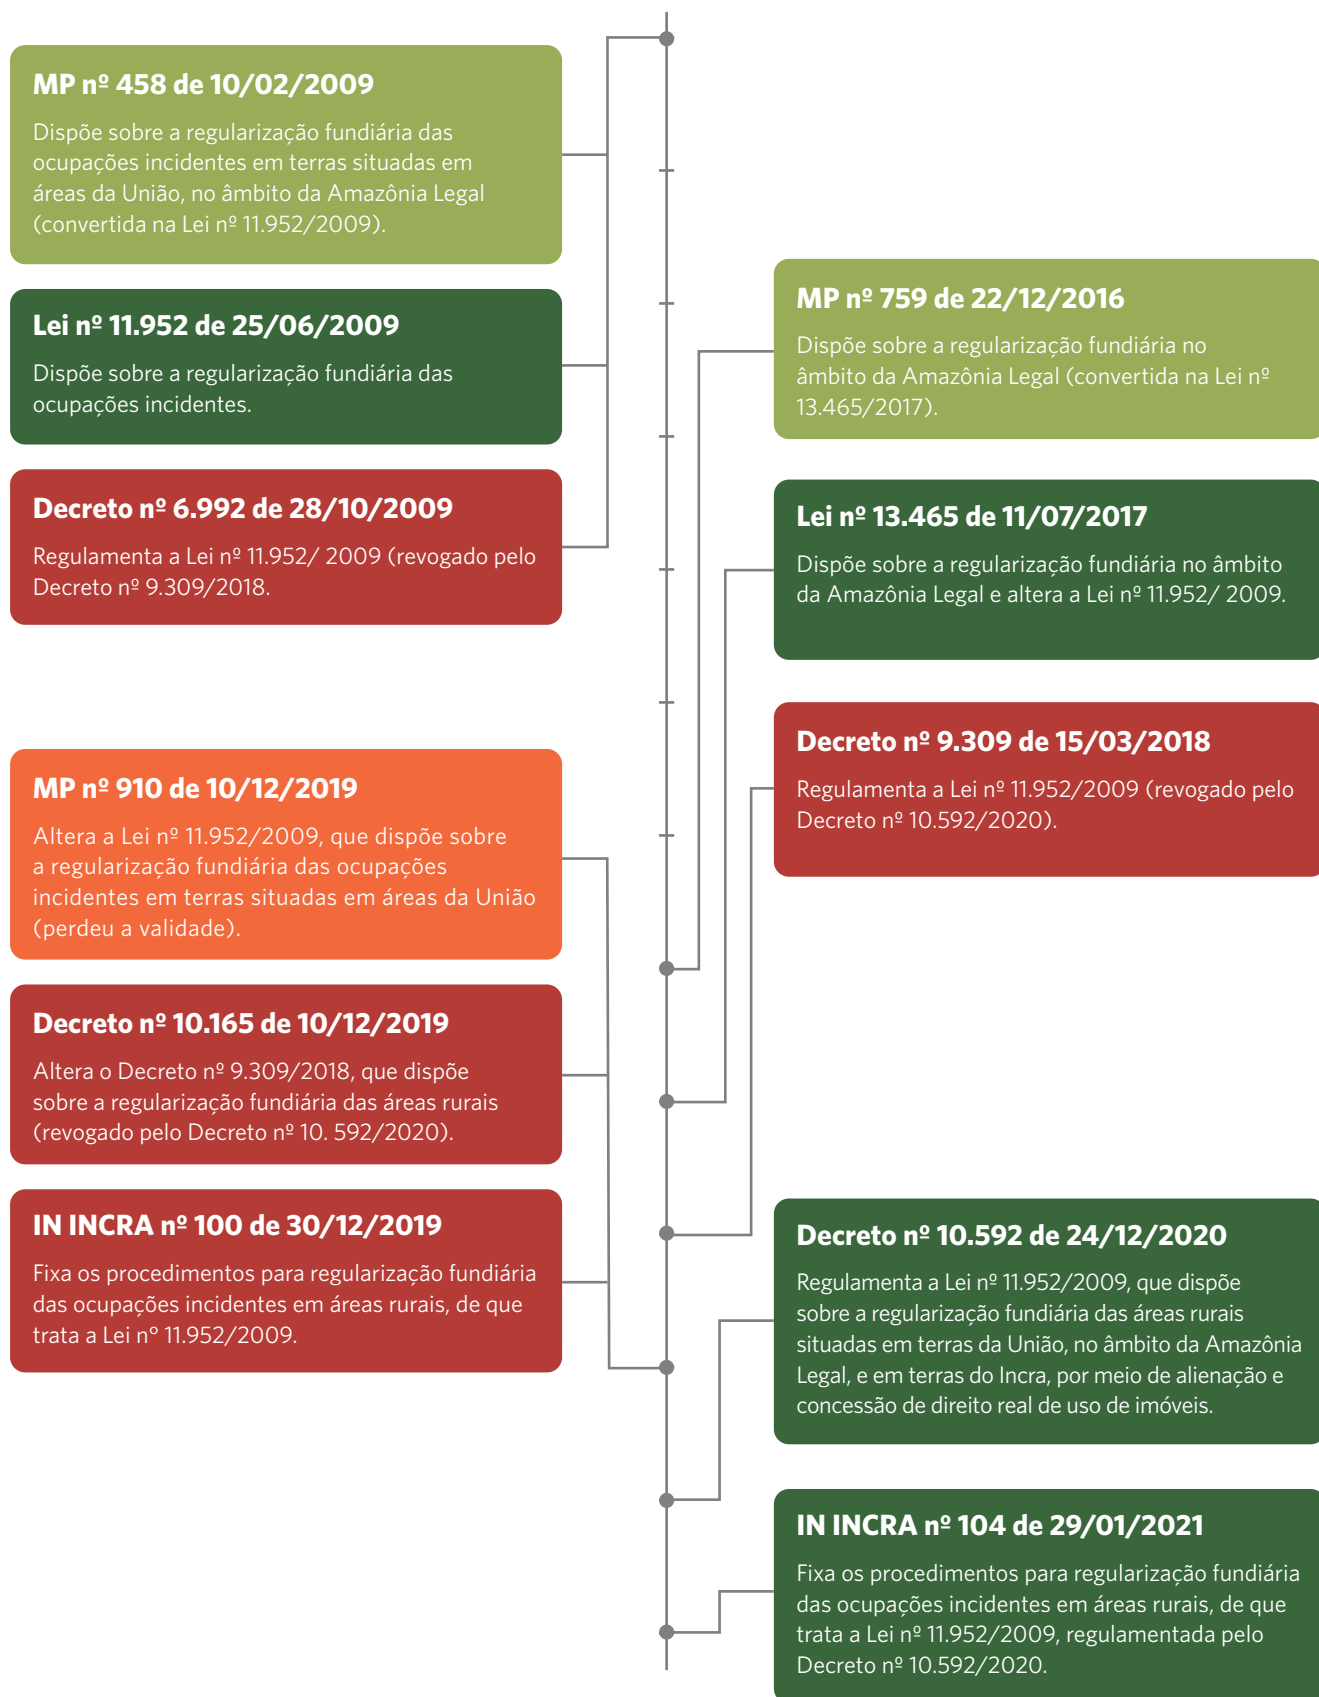 MP nº 458 de 10/02/2009
Dispõe sobre a regularização fundiária das
ocupações incidentes em terras situadas em
áreas da União, no âmbito da Amazônia Legal
(convertida na Lei nº 11.952/2009).
Lei nº 11.952 de 25/06/2009
Dispõe sobre a regularização fundiária das
ocupações incidentes.
Decreto nº 6.992 de 28/10/2009
Regulamenta a Lei nº 11.952/ 2009 (revogado pelo
Decreto nº 9.309/2018.
MP nº 759 de 22/12/2016
Dispõe sobre a regularização fundiária no
âmbito da Amazônia Legal (convertida na Lei nº
13.465/2017).
Lei nº 13.465 de 11/07/2017
Dispõe sobre a regularização fundiária no âmbito
da Amazônia Legal e altera a Lei nº 11.952/ 2009.
Decreto nº 9.309 de 15/03/2018
Regulamenta a Lei nº 11.952/2009 (revogado pelo
Decreto nº 10.592/2020).
MP nº 910 de 10/12/2019
Altera a Lei nº 11.952/2009, que dispõe sobre
a regularização fundiária das ocupações
incidentes em terras situadas em áreas da União
(perdeu a validade).
Decreto nº 10.165 de 10/12/2019
Altera o Decreto nº 9.309/2018, que dispõe
sobre a regularização fundiária das áreas rurais
(revogado pelo Decreto nº 10. 592/2020).
IN INCRA nº 100 de 30/12/2019
Fixa os procedimentos para regularização fundiária
das ocupações incidentes em áreas rurais, de que
trata a Lei n° 11.952/2009.
Decreto nº 10.592 de 24/12/2020
Regulamenta a Lei nº 11.952/2009, que dispõe
sobre a regularização fundiária das áreas rurais
situadas em terras da União, no âmbito da Amazônia
Legal, e em terras do Incra, por meio de alienação e
concessão de direito real de uso de imóveis.
IN INCRA nº 104 de 29/01/2021
Fixa os procedimentos para regularização fundiária
das ocupações incidentes em áreas rurais, de que
trata a Lei nº 11.952/2009, regulamentada pelo
Decreto nº 10.592/2020.